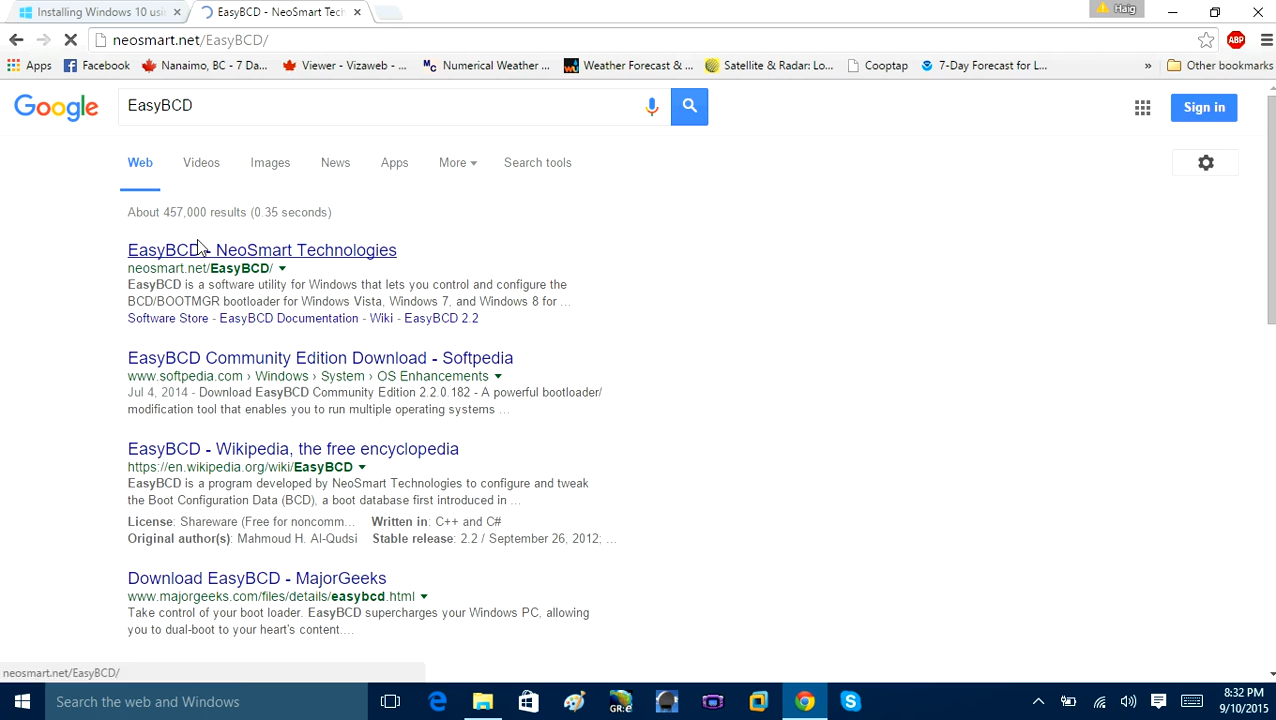 Installing Windows 10 usi
EasyBCD - NeoSmart Tech
Haig
neosmart.net/EasyBCD/
ABP
Apps
Facebook
Nanaimo, BC - 7 Da...
Viewer - Vizaweb - ...
Numerical Weather ...
Weather Forecast & ...
Satellite & Radar: Lo...
Cooptap
7-Day Forecast for L...
»
Other bookmarks
Google
EasyBCD
Sign in
Web
Videos
Images
News
Apps
More
Search tools
About 457,000 results (0.35 seconds)
EasyBCD - NeoSmart Technologies
neosmart.net/EasyBCD/
EasyBCD is a software utility for Windows that lets you control and configure the
BCD/BOOTMGR bootloader for Windows Vista, Windows 7, and Windows 8 for ...
Software Store - EasyBCD Documentation - Wiki - EasyBCD 2.2
EasyBCD Community Edition Download - Softpedia
www.softpedia.com › Windows › System › OS Enhancements
Jul 4, 2014 - Download EasyBCD Community Edition 2.2.0.182 - A powerful bootloader/
modification tool that enables you to run multiple operating systems ...
EasyBCD - Wikipedia, the free encyclopedia
https://en.wikipedia.org/wiki/EasyBCD
EasyBCD is a program developed by NeoSmart Technologies to configure and tweak
the Boot Configuration Data (BCD), a boot database first introduced in ...
License: Shareware (Free for noncomm... Written in: C++ and C#
Original author(s): Mahmoud H. Al-Qudsi Stable release: 2.2 / September 26, 2012; ...
Download EasyBCD - MajorGeeks
www.majorgeeks.com/files/details/easybcd.html
Take control of your boot loader. EasyBCD supercharges your Windows PC, allowing
you to dual-boot to your heart's content....
neosmart.net/EasyBCD/
Search the web and Windows
GR:e
8:32 PM
9/10/2015